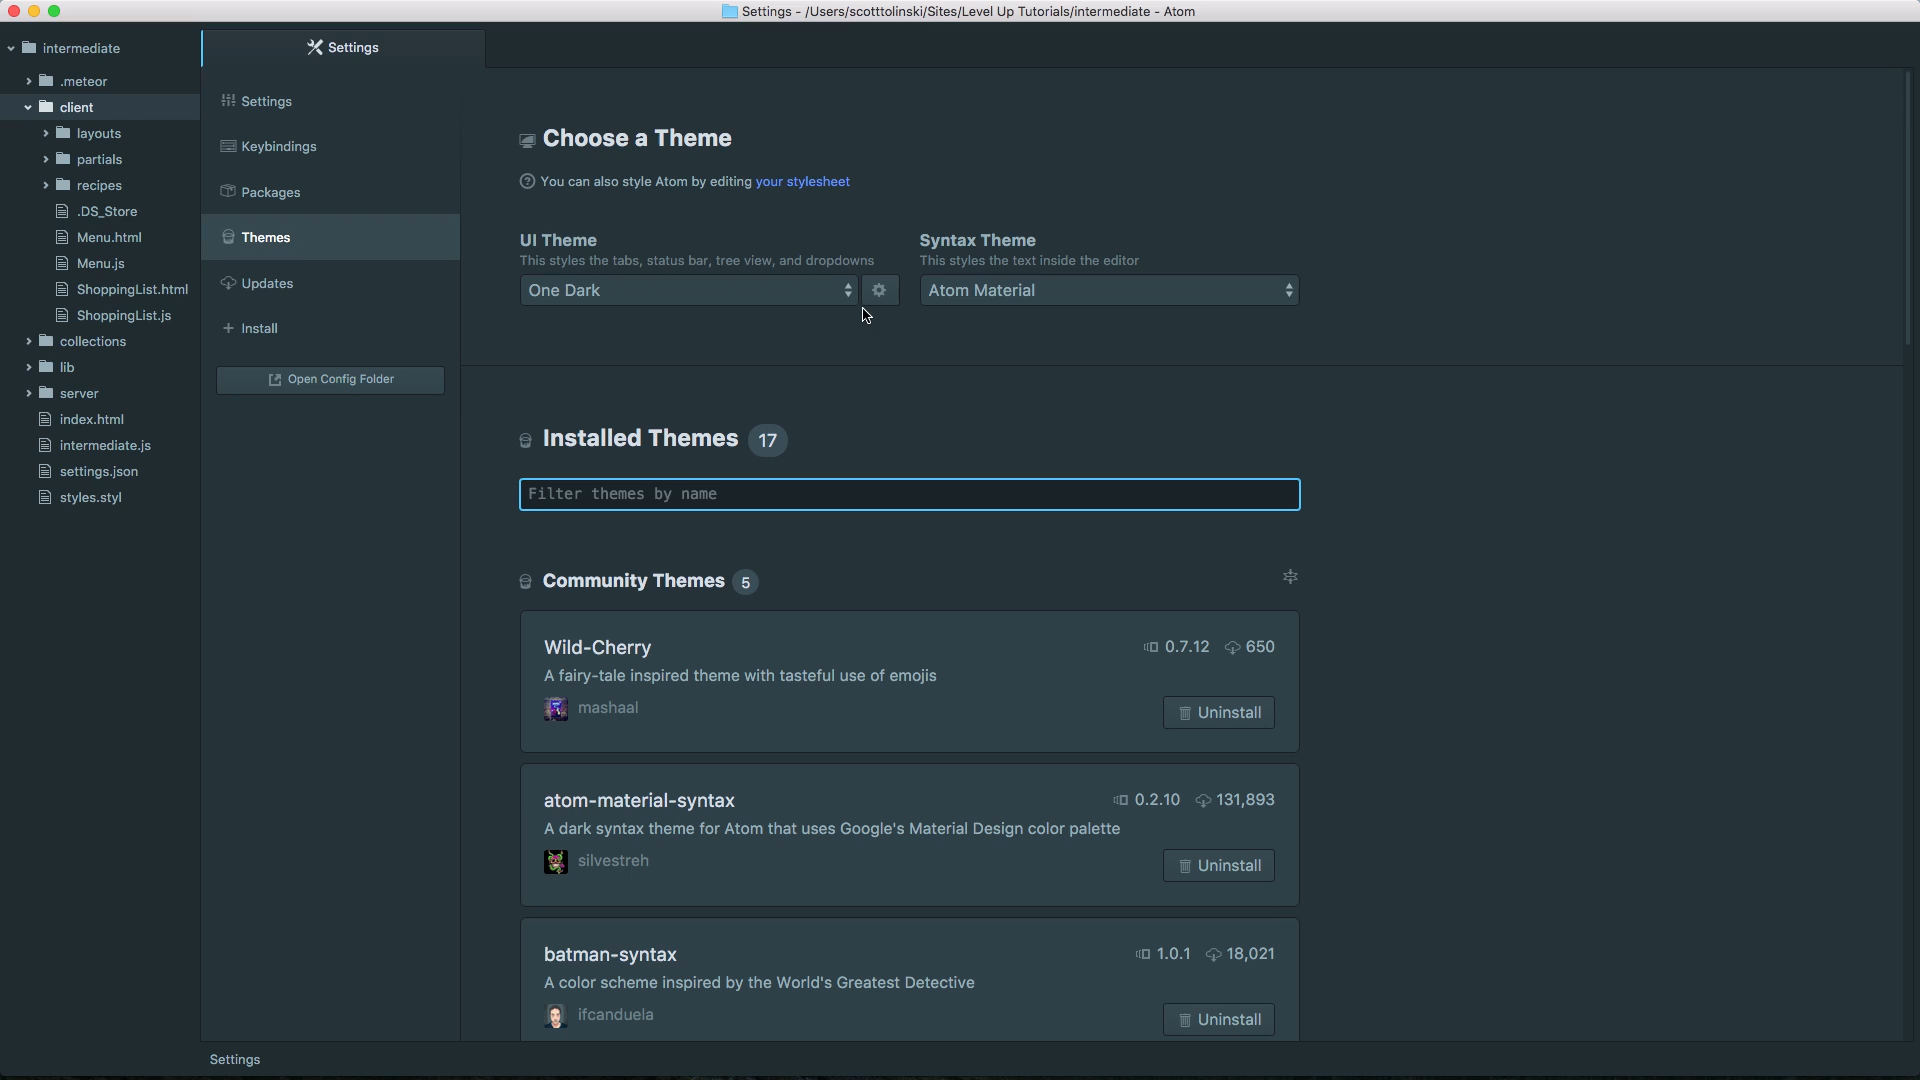 Settings - /Users/scotttolinski/Sites/Level Up Tutorials/intermediate - Atom
intermediate
.meteor
client
layouts
partials
recipes
.DS_Store
Menu.html
Menu.js
ShoppingList.html
ShoppingList.js
collections
lib
server
index.html
intermediate.js
settings.json
styles.styl
Settings
Settings
Keybindings
Packages
Themes
Updates
Install
Open Config Folder
Choose a Theme
You can also style Atom by editing your stylesheet
UI Theme
This styles the tabs, status bar, tree view, and dropdowns
One Dark
Syntax Theme
This styles the text inside the editor
Atom Material
Installed Themes 17
Filter themes by name
Community Themes 5
Wild-Cherry 0.7.12 650
A fairy-tale inspired theme with tasteful use of emojis
mashaal Uninstall
atom-material-syntax 0.2.10 131,893
A dark syntax theme for Atom that uses Google's Material Design color palette
silvestreh Uninstall
batman-syntax 1.0.1 18,021
A color scheme inspired by the World's Greatest Detective
ifcanduela Uninstall
Settings